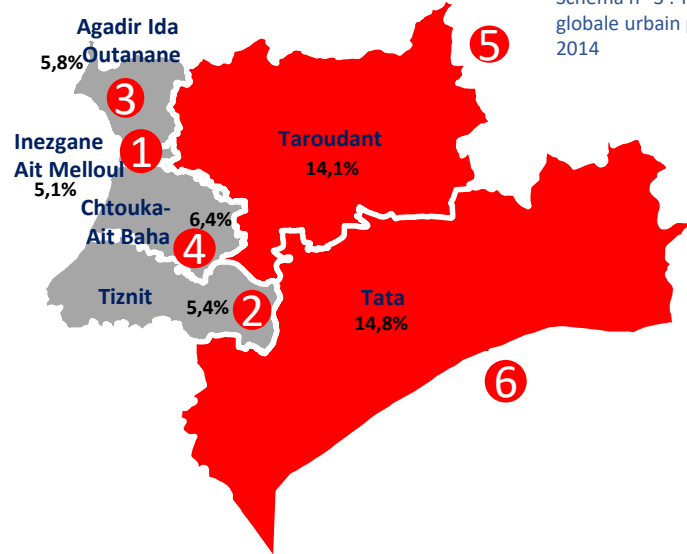 globale urbain
2014
Agadir Ida
Outanane
5,8%
3
5
Inezgane
Ait Melloul
5,1%
1
Taroudant
14,1%
Chtouka-
Ait Baha
6,4%
4
Tiznit
5,4%
2
Tata
14,8%
6